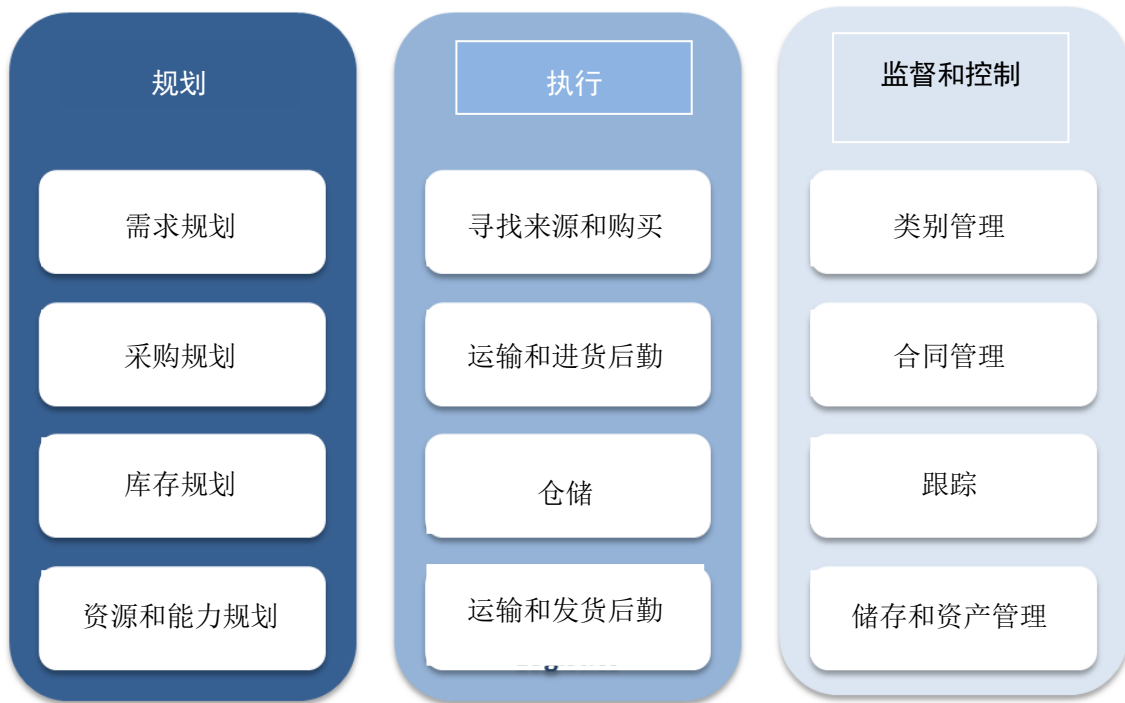 规划
需求规划
采购规划
库存规划
资源和能力规划
执行
寻找来源和购买
运输和进货后勤
仓储
运输和发货后勤
监督和控制
类别管理
合同管理
跟踪
储存和资产管理